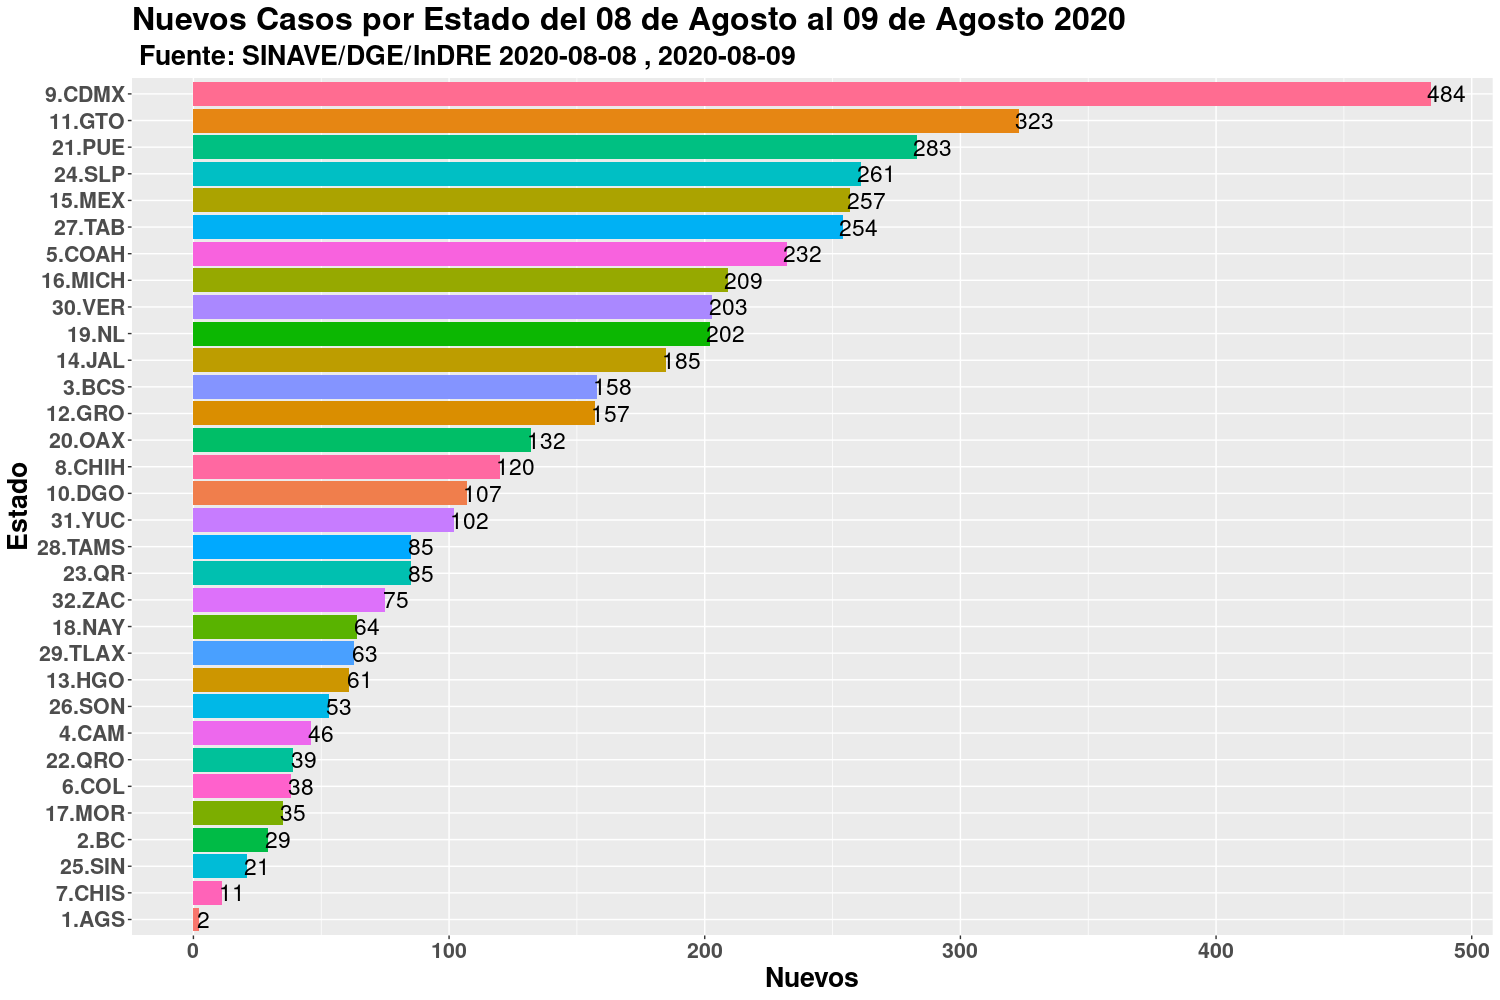 Nuevos Casos por Estado del 08 de Agosto al 09 de Agosto 2020
Fuente: SINAVE/DGE/InDRE 2020-08-08 , 2020-08-09
Estado
9.CDMX 484
11.GTO 323
21.PUE 283
24.SLP 261
15.MEX 257
27.TAB 254
5.COAH 232
16.MICH 209
30.VER 203
19.NL 202
14.JAL 185
3.BCS 158
12.GRO 157
20.OAX 132
8.CHIH 120
10.DGO 107
31.YUC 102
28.TAMS 85
23.QR 85
32.ZAC 75
18.NAY 64
29.TLAX 63
13.HGO 61
26.SON 53
4.CAM 46
22.QRO 39
6.COL 38
17.MOR 35
2.BC 29
25.SIN 21
7.CHIS 11
1.AGS 2
0 100 200 300 400 500
Nuevos